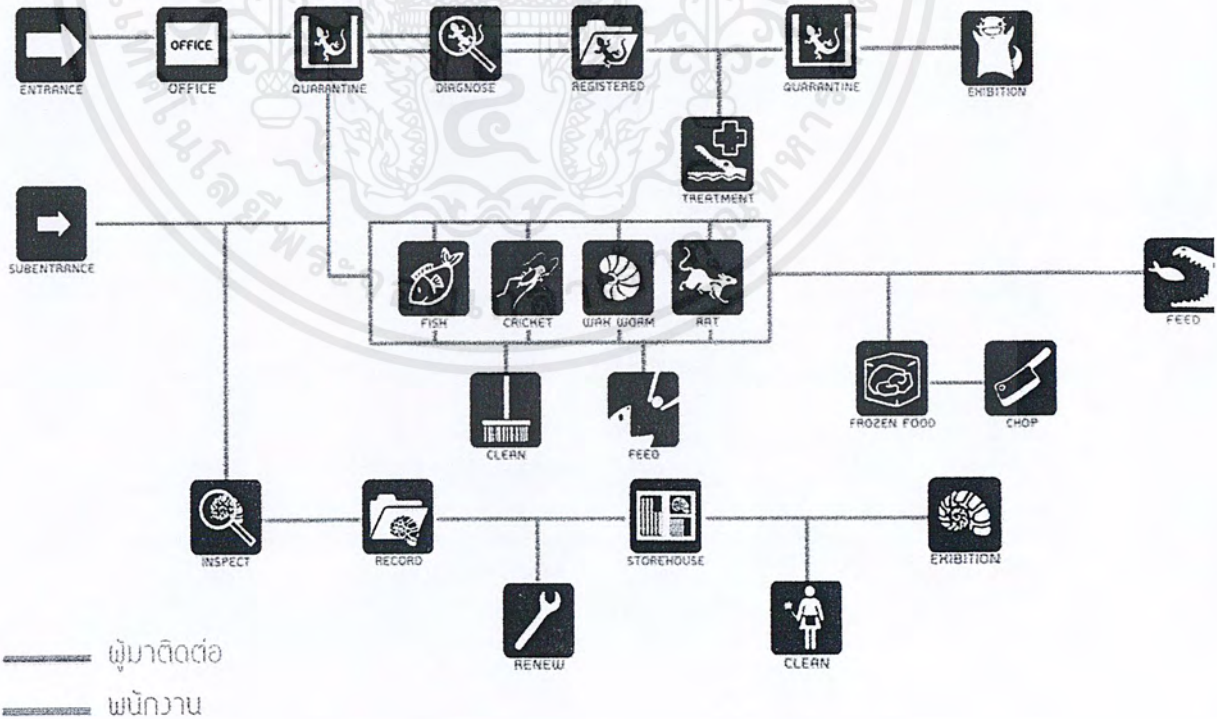 ENTRANCE
OFFICE
OFFICE
QUARANTINE
DIAGNOSE
REGISTERED
QUARANTINE
EXIBITION
TREATMENT
SUBENTRANCE
FISH
CRICKET
WAX WORM
RAT
FEED
FROZEN FOOD
CHOP
CLEAN
FEED
INSPECT
RECORD
STOREHOUSE
EXIBITION
RENEW
CLEAN
ผู้มาติดต่อ
พนักงาน